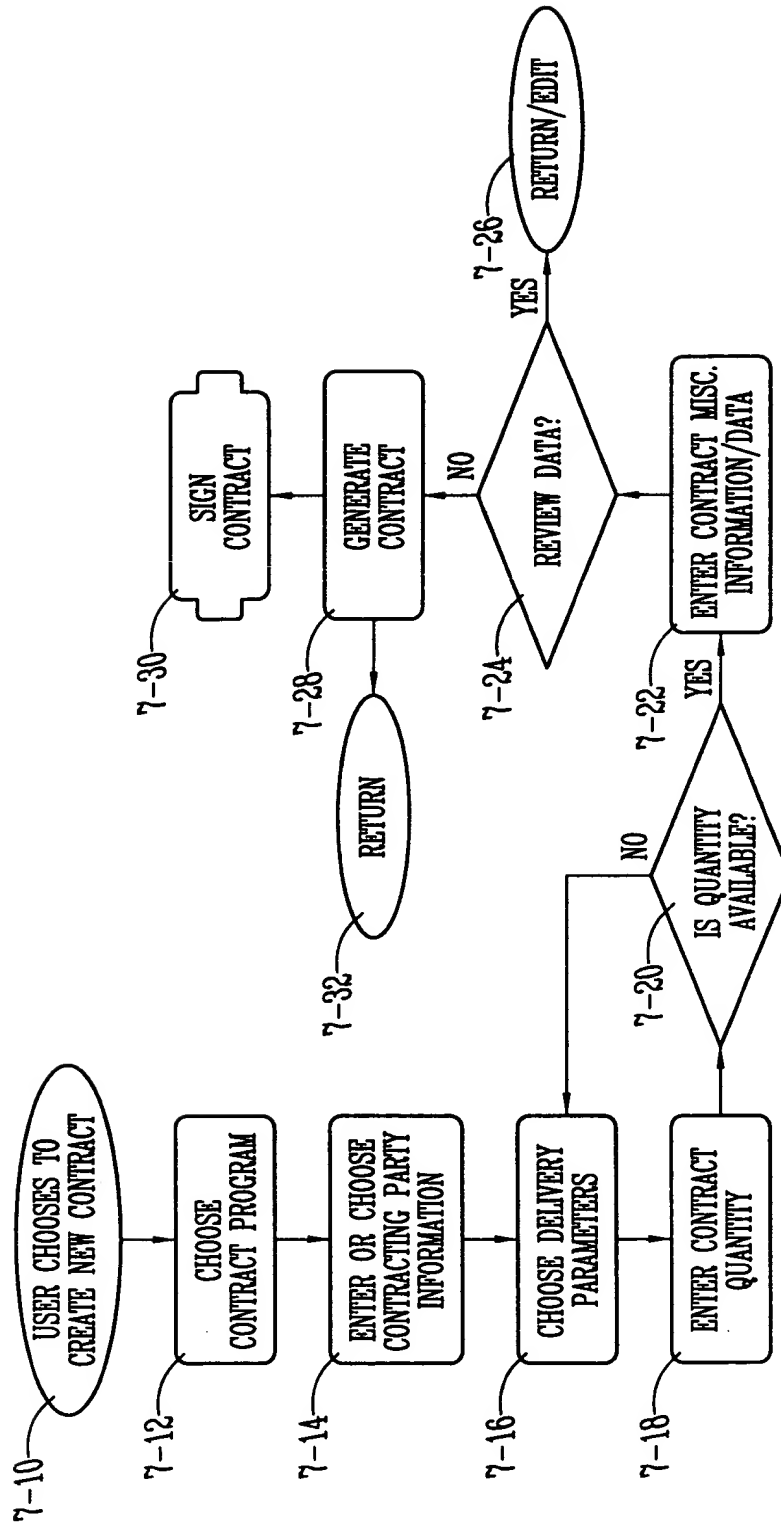 7-10
USER CHOOSES TO
CREATE NEW CONTRACT
7-12
CHOOSE
CONTRACT PROGRAM
7-14
ENTER OR CHOOSE
CONTRACTING PARTY
INFORMATION
7-16
CHOOSE DELIVERY
PARAMETERS
7-18
ENTER CONTRACT
QUANTITY
7-20
IS QUANTITY
AVAILABLE?
NO
YES
7-22
ENTER CONTRACT MISC.
INFORMATION/DATA
7-24
REVIEW DATA?
YES
7-26
RETURN/EDIT
NO
7-28
GENERATE
CONTRACT
7-30
SIGN
CONTRACT
7-32
RETURN